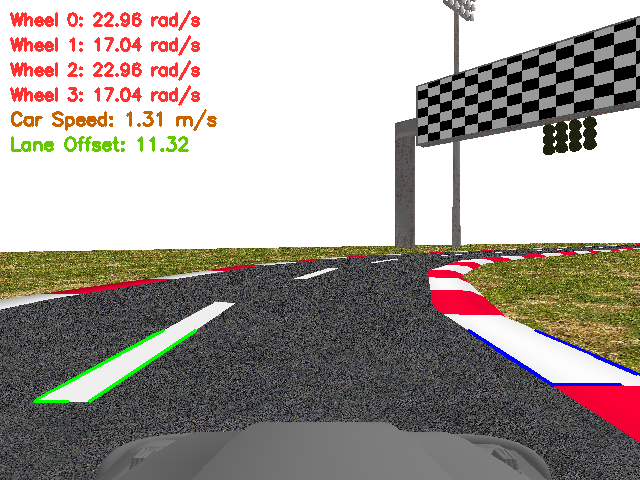 Wheel 0: 22.96 rad/s
Wheel 1: 17.04 rad/s
Wheel 2: 22.96 rad/s
Wheel 3: 17.04 rad/s
Car Speed: 1.31 m/s
Lane Offset: 11.32